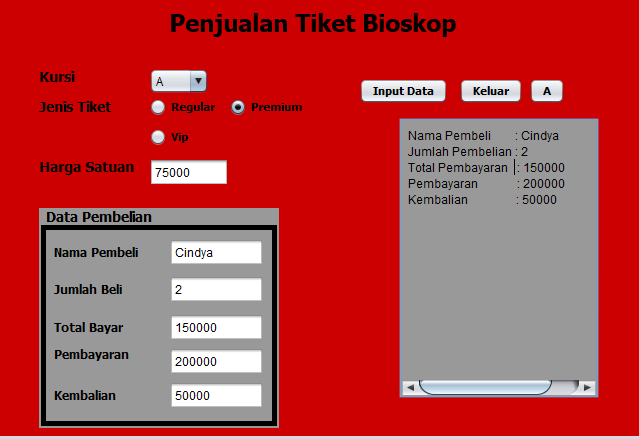 Penjualan Tiket Bioskop
Kursi
A
Jenis Tiket
Regular
Premium
Vip
Harga Satuan
75000
Input Data
Keluar
A
Data Pembelian
Nama Pembeli
Cindya
Jumlah Beli
2
Total Bayar
150000
Pembayaran
200000
Kembalian
50000
Nama Pembeli : Cindya
Jumlah Pembelian : 2
Total Pembayaran : 150000
Pembayaran : 200000
Kembalian : 50000